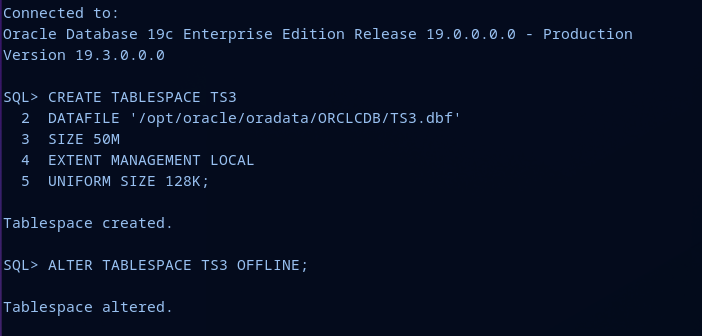 Connected to:
Oracle Database 19c Enterprise Edition Release 19.0.0.0.0 - Production
Version 19.3.0.0.0
SQL> CREATE TABLESPACE TS3
  2  DATAFILE '/opt/oracle/oradata/ORCLCDB/TS3.dbf'
  3  SIZE 50M
  4  EXTENT MANAGEMENT LOCAL
  5  UNIFORM SIZE 128K;
Tablespace created.
SQL> ALTER TABLESPACE TS3 OFFLINE;
Tablespace altered.